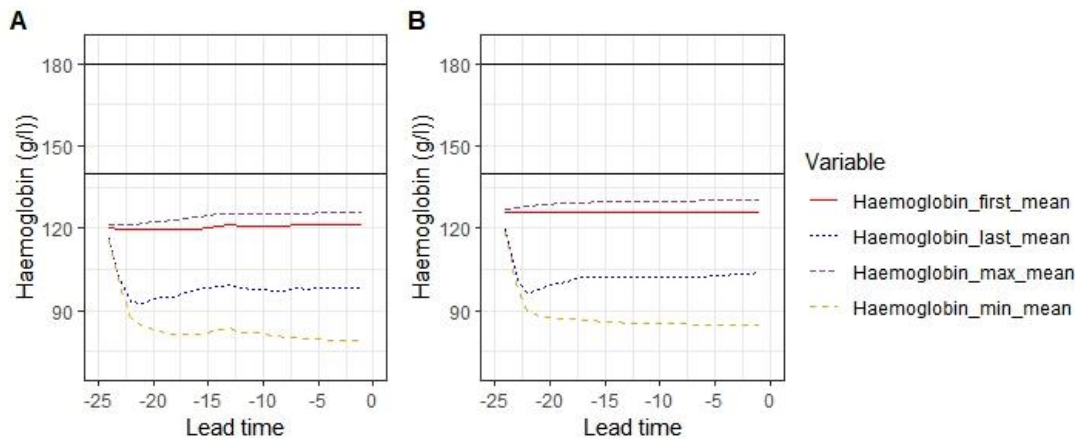 A
Haemoglobin (g/l))
180
150
120
90
-25 -20 -15 -10 -5 0
Lead time
B
Haemoglobin (g/l))
180
150
120
90
-25 -20 -15 -10 -5 0
Lead time
Variable
Haemoglobin_first_mean
Haemoglobin_last_mean
Haemoglobin_max_mean
Haemoglobin_min_mean